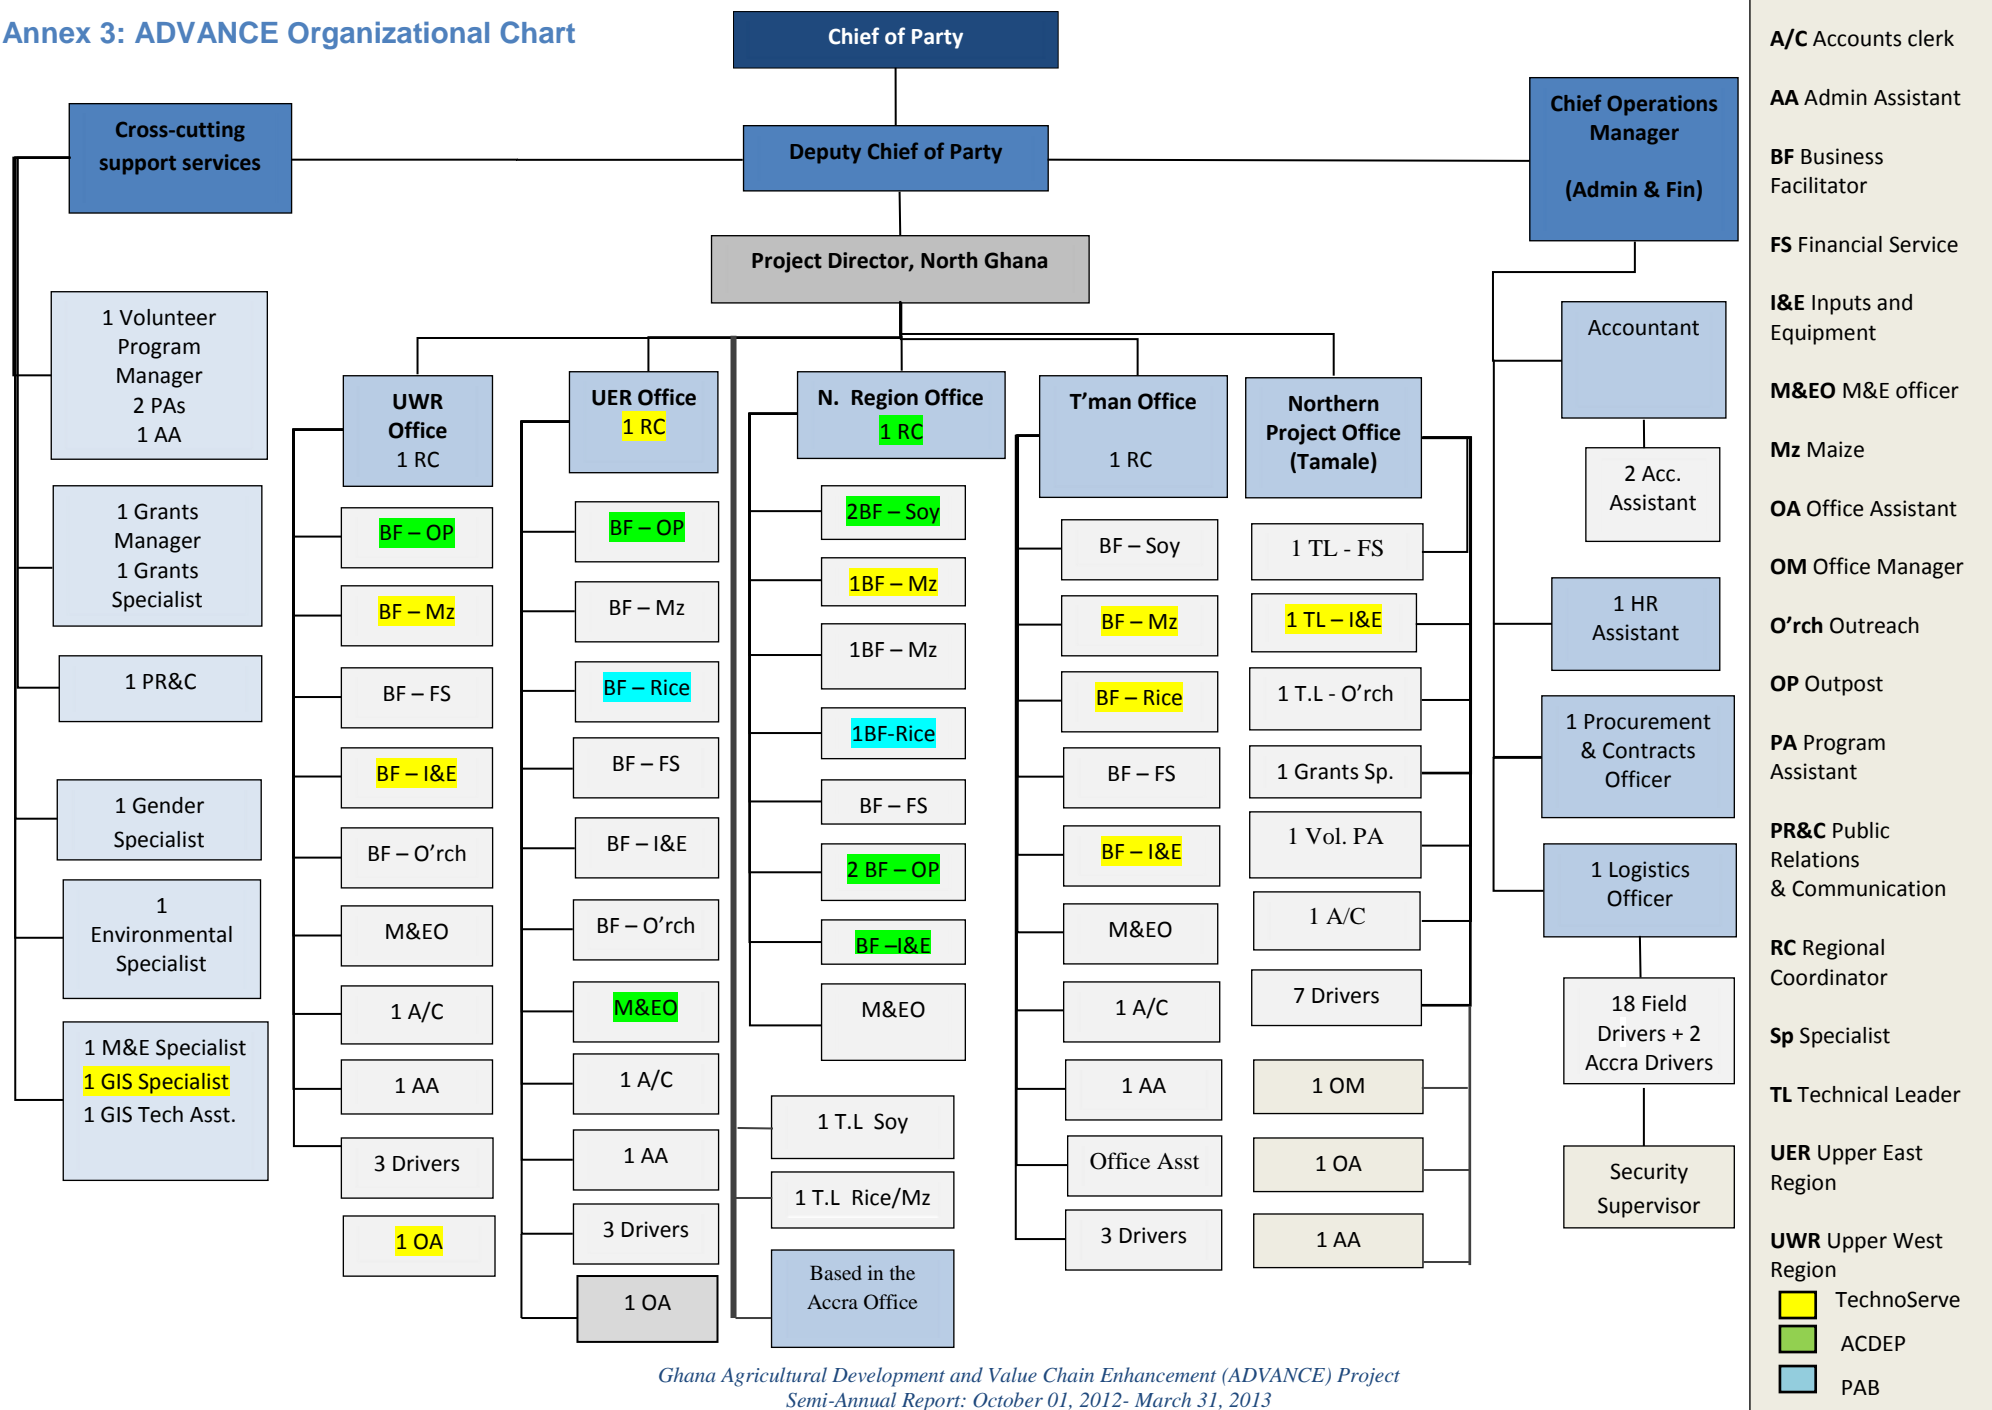 Annex 3: ADVANCE Organizational Chart
Chief of Party
Cross-cutting
support services
Deputy Chief of Party
Chief Operations
Manager
(Admin & Fin)
Project Director, North Ghana
1 Volunteer
Program
Manager
2 PAs
1 AA
1 Grants
Manager
1 Grants
Specialist
1 PR&C
1 Gender
Specialist
1
Environmental
Specialist
1 M&E Specialist
1 GIS Specialist
1 GIS Tech Asst.
UWR
Office
1 RC
BF – OP
BF – Mz
BF – FS
BF – I&E
BF – O’rch
M&EO
1 A/C
1 AA
3 Drivers
1 OA
UER Office
1 RC
BF – OP
BF – Mz
BF – Rice
BF – FS
BF – I&E
BF – O’rch
M&EO
1 A/C
1 AA
3 Drivers
1 OA
N. Region Office
1 RC
2BF – Soy
1BF – Mz
1BF – Mz
1BF-Rice
BF – FS
2 BF – OP
BF –I&E
M&EO
1 T.L Soy
1 T.L Rice/Mz
Based in the
Accra Office
T’man Office
1 RC
BF – Soy
BF – Mz
BF – Rice
BF – FS
BF – I&E
M&EO
1 A/C
1 AA
Office Asst
3 Drivers
Northern
Project Office
(Tamale)
1 TL - FS
1 TL – I&E
1 T.L - O’rch
1 Grants Sp.
1 Vol. PA
1 A/C
7 Drivers
1 OM
1 OA
1 AA
Accountant
2 Acc.
Assistant
1 HR
Assistant
1 Procurement
& Contracts
Officer
1 Logistics
Officer
18 Field
Drivers + 2
Accra Drivers
Security
Supervisor
A/C Accounts clerk
AA Admin Assistant
BF Business
Facilitator
FS Financial Service
I&E Inputs and
Equipment
M&EO M&E officer
Mz Maize
OA Office Assistant
OM Office Manager
O’rch Outreach
OP Outpost
PA Program
Assistant
PR&C Public
Relations
& Communication
RC Regional
Coordinator
Sp Specialist
TL Technical Leader
UER Upper East
Region
UWR Upper West
Region
TechnoServe
ACDEP
PAB
Ghana Agricultural Development and Value Chain Enhancement (ADVANCE) Project
Semi-Annual Report: October 01, 2012- March 31, 2013